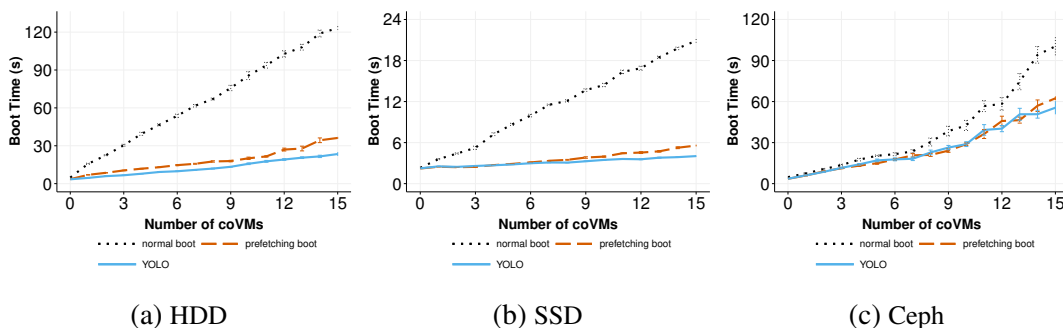 Boot Time (s)
120
90
60
30
0
0 3 6 9 12 15
Number of coVMs
normal boot prefetching boot
YOLO
(a) HDD
Boot Time (s)
24
18
12
6
0
0 3 6 9 12 15
Number of coVMs
normal boot prefetching boot
YOLO
(b) SSD
Boot Time (s)
120
90
60
30
0
0 3 6 9 12 15
Number of coVMs
normal boot prefetching boot
YOLO
(c) Ceph